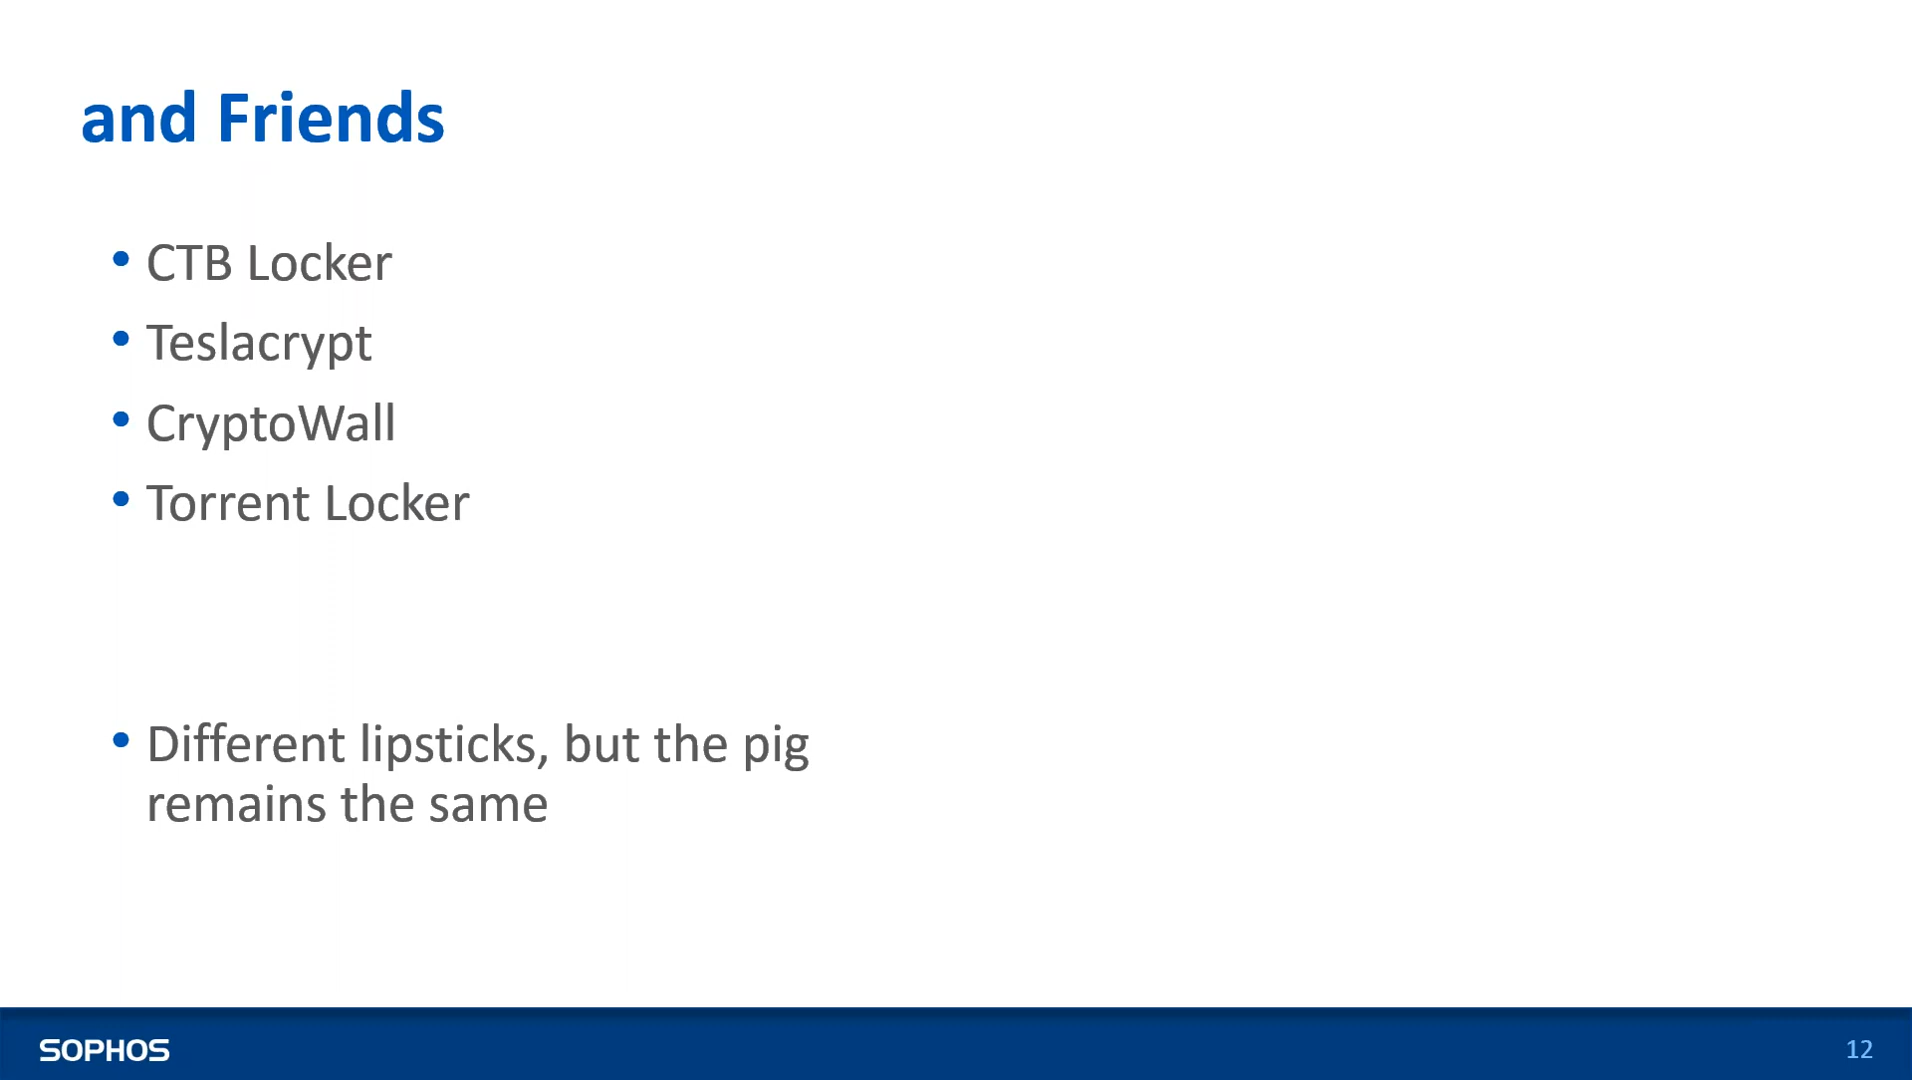 and Friends
• CTB Locker
• Teslacrypt
• CryptoWall
• Torrent Locker
• Different lipsticks, but the pig
remains the same
SOPHOS
12